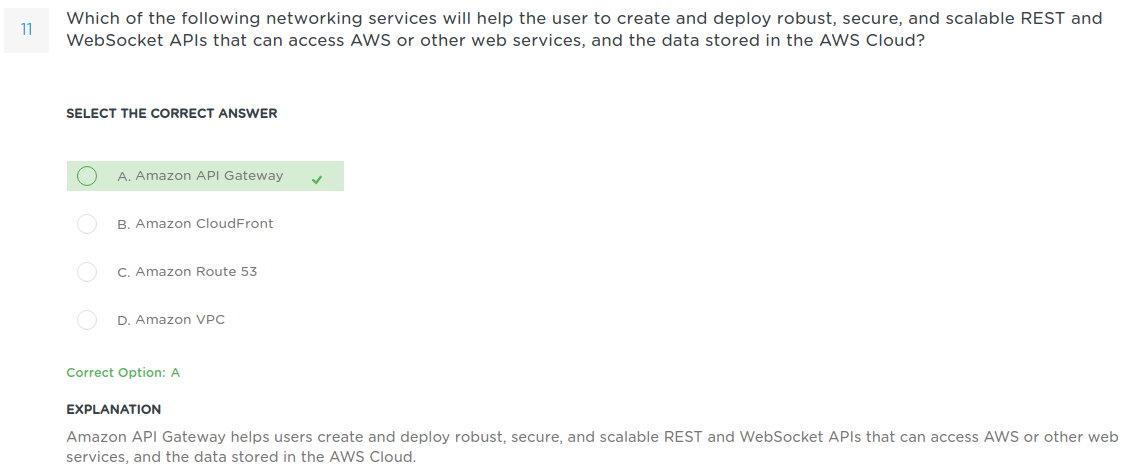 11
Which of the following networking services will help the user to create and deploy robust, secure, and scalable REST and
WebSocket APIs that can access AWS or other web services, and the data stored in the AWS Cloud?
SELECT THE CORRECT ANSWER
A. Amazon API Gateway
B. Amazon CloudFront
C. Amazon Route 53
D. Amazon VPC
Correct Option: A
EXPLANATION
Amazon API Gateway helps users create and deploy robust, secure, and scalable REST and WebSocket APIs that can access AWS or other web
services, and the data stored in the AWS Cloud.